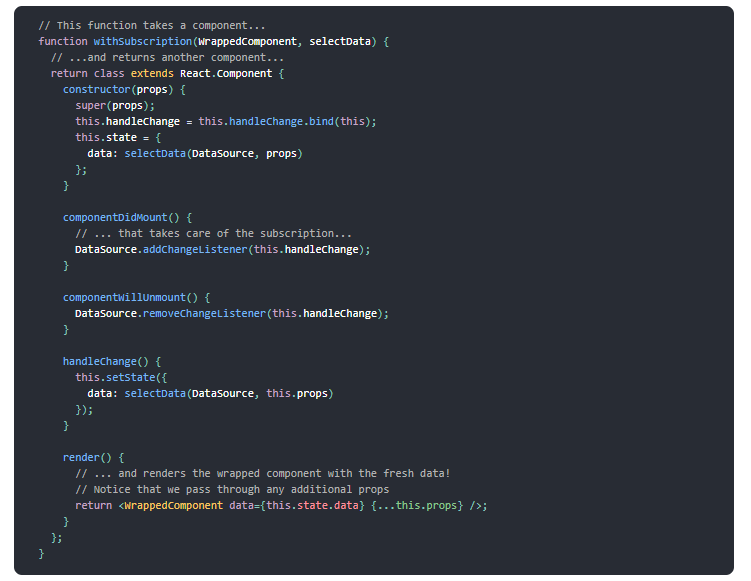 // This function takes a component...
function withSubscription(WrappedComponent, selectData) {
  // ...and returns another component...
  return class extends React.Component {
    constructor(props) {
      super(props);
      this.handleChange = this.handleChange.bind(this);
      this.state = {
        data: selectData(DataSource, props)
      };
    }

    componentDidMount() {
      // ... that takes care of the subscription...
      DataSource.addChangeListener(this.handleChange);
    }

    componentWillUnmount() {
      DataSource.removeChangeListener(this.handleChange);
    }

    handleChange() {
      this.setState({
        data: selectData(DataSource, this.props)
      });
    }

    render() {
      // ... and renders the wrapped component with the fresh data!
      // Notice that we pass through any additional props
      return <WrappedComponent data={this.state.data} {...this.props} />;
    }
  };
}